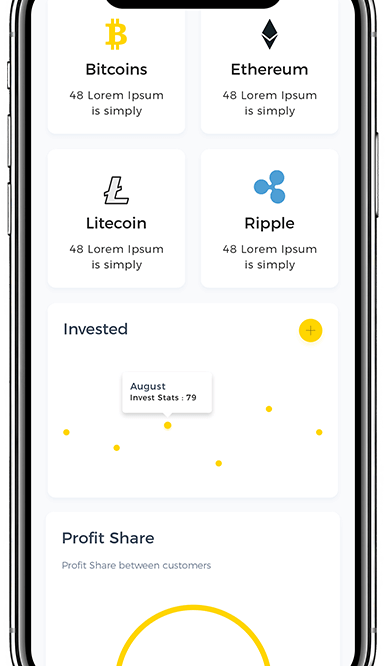 Bitcoins
48 Lorem Ipsum
is simply
Ethereum
48 Lorem Ipsum
is simply
Litecoin
48 Lorem Ipsum
is simply
Ripple
48 Lorem Ipsum
is simply
Invested
August
Invest Stats : 79
Profit Share
Profit Share between customers